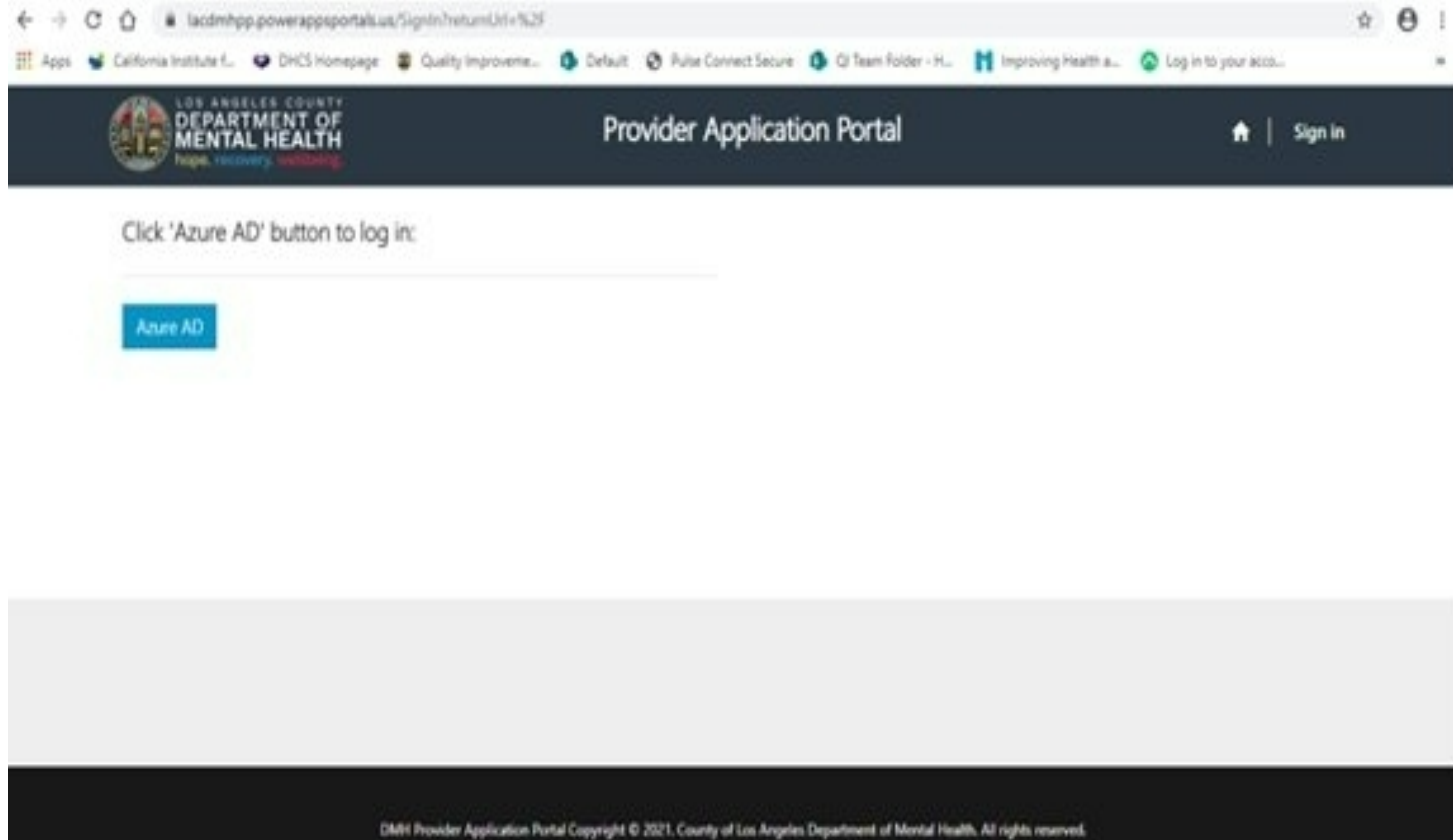 lacdmhpp.powerappsportals.us/SignIn?returnUrl=%2F
Apps California Institute f... DHCS Homepage Quality Improveme... Default Pulse Connect Secure QI Team Folder - H... Improving Health a... Log in to your acco...
LOS ANGELES COUNTY
DEPARTMENT OF
MENTAL HEALTH
hope. recovery. wellbeing.
Provider Application Portal
Sign in
Click 'Azure AD' button to log in:
Azure AD
DMH Provider Application Portal Copyright © 2021. County of Los Angeles Department of Mental Health. All rights reserved.